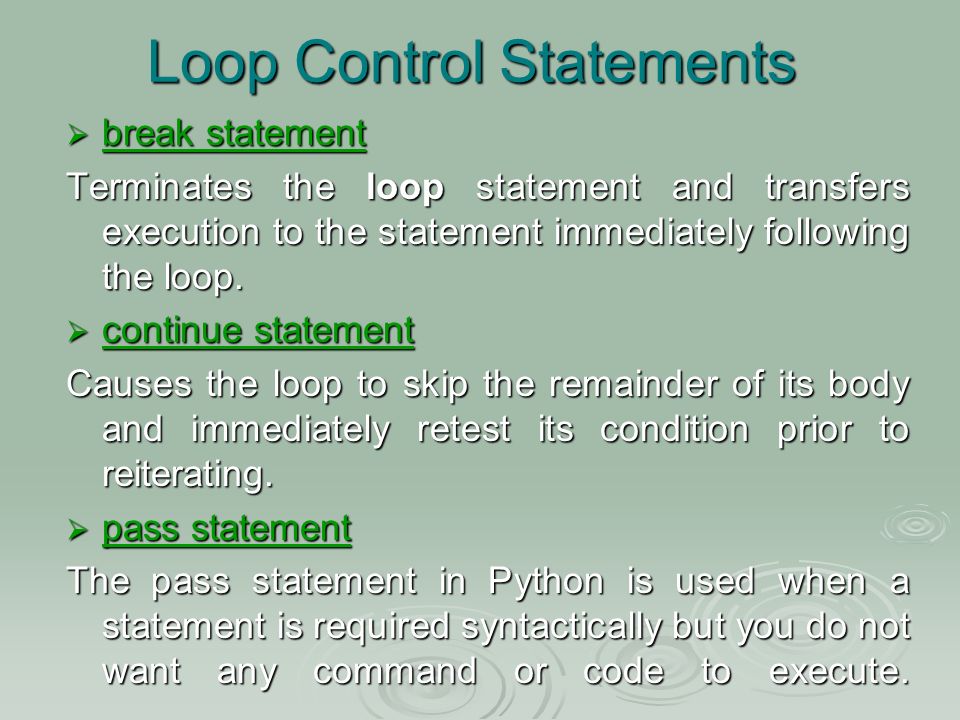 Loop Control Statements
➢ break statement
Terminates the loop statement and transfers
execution to the statement immediately following
the loop.
➢ continue statement
Causes the loop to skip the remainder of its body
and immediately retest its condition prior to
reiterating.
➢ pass statement
The pass statement in Python is used when a
statement is required syntactically but you do not
want any command or code to execute.